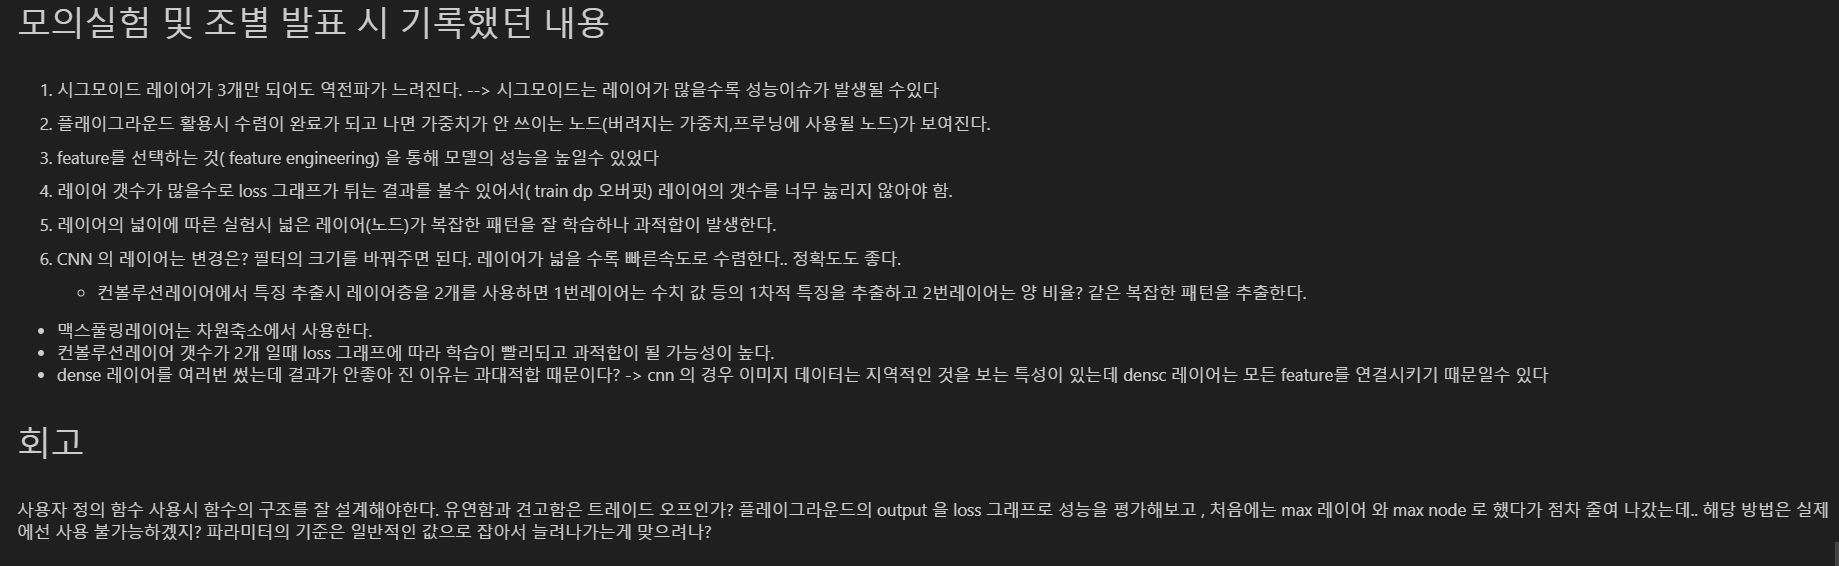 모의실험 및 조별 발표 시 기록했던 내용
1. 시그모이드 레이어가 3개만 되어도 역전파가 느려진다. --> 시그모이드는 레이어가 많을수록 성능이슈가 발생될 수있다
2. 플래이그라운드 활용시 수렴이 완료가 되고 나면 가중치가 안 쓰이는 노드(버려지는 가중치,프루닝에 사용될 노드)가 보여진다.
3. feature를 선택하는 것( feature engineering) 을 통해 모델의 성능을 높일수 있었다
4. 레이어 갯수가 많을수로 loss 그래프가 튀는 결과를 볼수 있어서( train dp 오버핏) 레이어의 갯수를 너무 늟리지 않아야 함.
5. 레이어의 넓이에 따른 실험시 넓은 레이어(노드)가 복잡한 패턴을 잘 학습하나 과적합이 발생한다.
6. CNN 의 레이어는 변경은? 필터의 크기를 바꿔주면 된다. 레이어가 넓을 수록 빠른속도로 수렴한다.. 정확도도 좋다.
컨볼루션레이어에서 특징 추출시 레이어층을 2개를 사용하면 1번레이어는 수치 값 등의 1차적 특징을 추출하고 2번레이어는 양 비율? 같은 복잡한 패턴을 추출한다.
맥스풀링레이어는 차원축소에서 사용한다.
컨볼루션레이어 갯수가 2개 일때 loss 그래프에 따라 학습이 빨리되고 과적합이 될 가능성이 높다.
dense 레이어를 여러번 썼는데 결과가 안좋아 진 이유는 과대적합 때문이다? -> cnn 의 경우 이미지 데이터는 지역적인 것을 보는 특성이 있는데 densc 레이어는 모든 feature를 연결시키기 때문일수 있다
회고
사용자 정의 함수 사용시 함수의 구조를 잘 설계해야한다. 유연함과 견고함은 트레이드 오프인가? 플레이그라운드의 output 을 loss 그래프로 성능을 평가해보고 , 처음에는 max 레이어 와 max node 로 했다가 점차 줄여 나갔는데.. 해당 방법은 실제
에선 사용 불가능하겠지? 파라미터의 기준은 일반적인 값으로 잡아서 늘려나가는게 맞으려나?